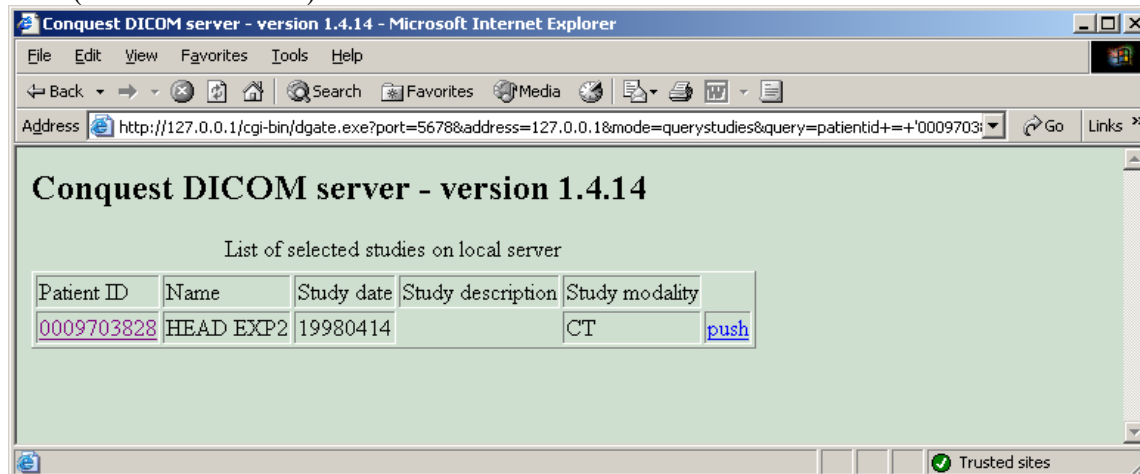 Conquest DICOM server - version 1.4.14 - Microsoft Internet Explorer
File Edit View Favorites Tools Help
Back Search Favorites Media
Address http://127.0.0.1/cgi-bin/dgate.exe?port=5678&address=127.0.0.1&mode=querystudies&query=patientid+=+'0009703 Go Links »
Conquest DICOM server - version 1.4.14
List of selected studies on local server
Patient ID Name Study date Study description Study modality
0009703828 HEAD EXP2 19980414 CT push
Trusted sites